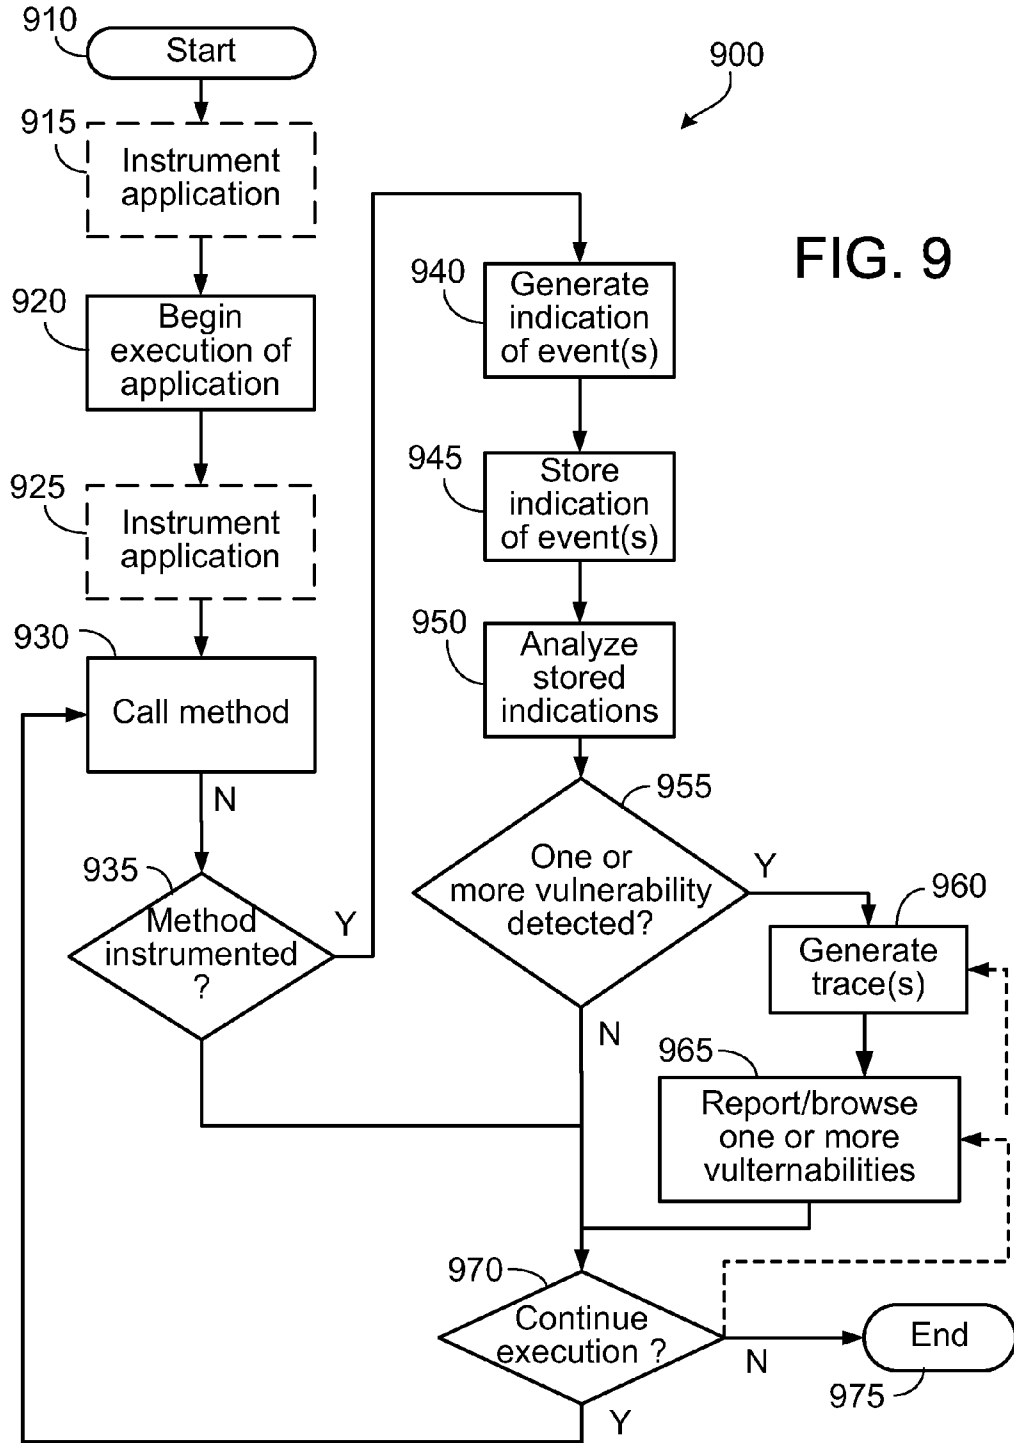 910
Start
900
915
Instrument
application
FIG. 9
920
Begin
execution of
application
940
Generate
indication
of event(s)
925
Instrument
application
945
Store
indication
of event(s)
930
Call method
N
950
Analyze
stored
indications
935
Method
instrumented
?
Y
955
One or
more vulnerability
detected?
Y
N
960
Generate
trace(s)
965
Report/browse
one or more
vulternabilities
970
Continue
execution ?
N
Y
End
975